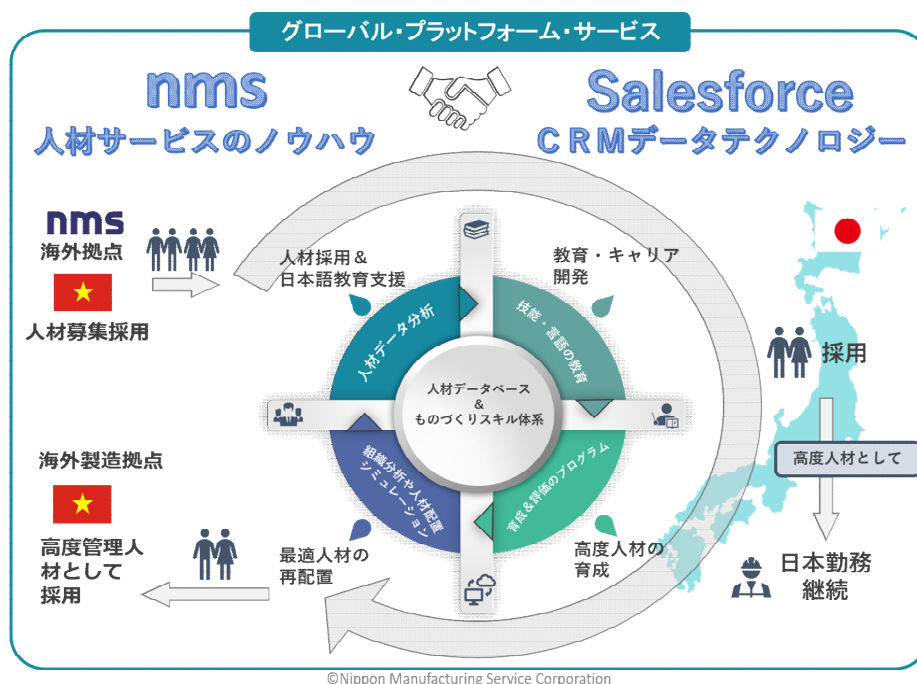 グローバル・プラットフォーム・サービス
nms
人材サービスのノウハウ
Salesforce
CRMデータテクノロジー
nms
海外拠点
人材募集採用
人材採用&
日本語教育支援
教育・キャリア
開発
人材データ分析
技能・言語の教育
人材データベース
&
ものづくりスキル体系
組織分析や人材配置
シミュレーション
育成&評価のプログラム
採用
高度人材として
日本勤務
継続
海外製造拠点
高度管理人
材として
採用
最適人材の
再配置
高度人材の
育成
©Nippon Manufacturing Service Corporation